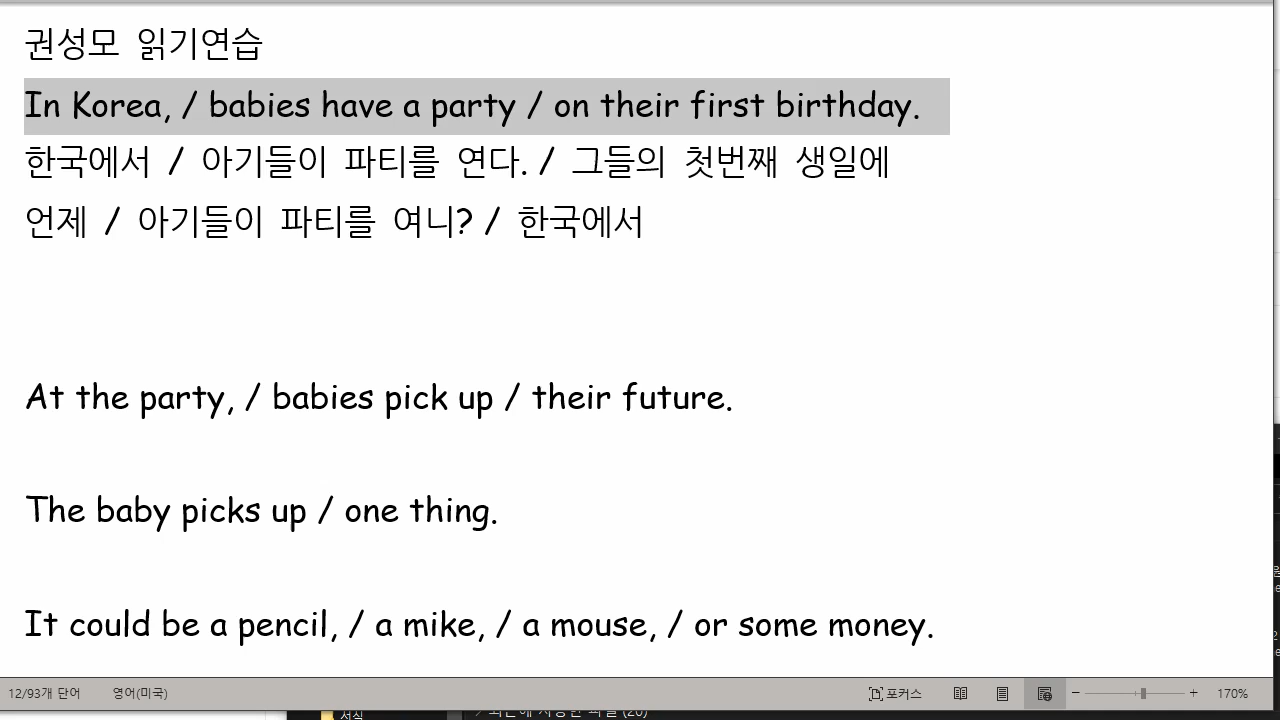 권성모 읽기연습
In Korea, / babies have a party / on their first birthday.
한국에서 / 아기들이 파티를 연다. / 그들의 첫번째 생일에
언제 / 아기들이 파티를 여니? / 한국에서
At the party, / babies pick up / their future.
The baby picks up / one thing.
It could be a pencil, / a mike, / a mouse, / or some money.
12/93개 단어 영어(미국) 포커스 170%
서식